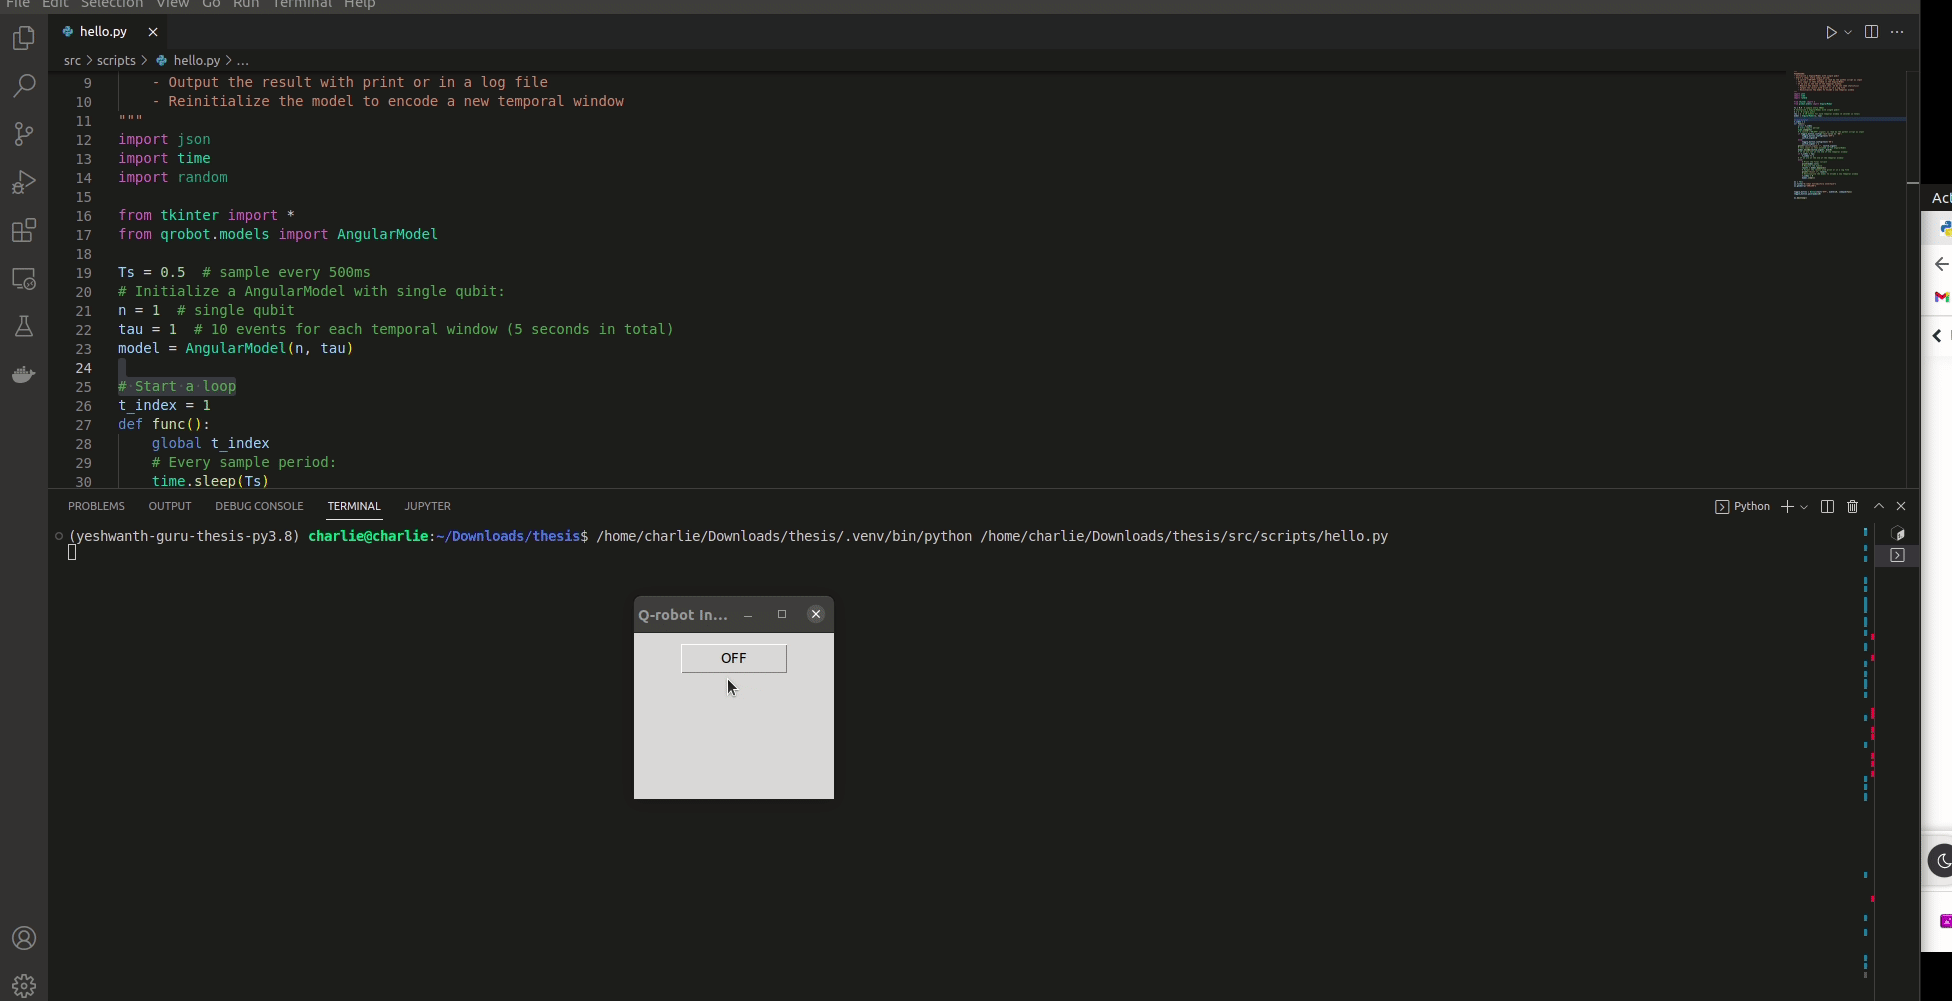 File Edit Selection View Go Run Terminal Help
hello.py
src > scripts > hello.py > ...
9 - Output the result with print or in a log file
10 - Reinitialize the model to encode a new temporal window
11 """
12 import json
13 import time
14 import random
15
16 from tkinter import *
17 from qrobot.models import AngularModel
18
19 Ts = 0.5 # sample every 500ms
20 # Initialize a AngularModel with single qubit:
21 n = 1 # single qubit
22 tau = 1 # 10 events for each temporal window (5 seconds in total)
23 model = AngularModel(n, tau)
24
25 # Start a loop
26 t_index = 1
27 def func():
28 global t_index
29 # Every sample period:
30 time.sleep(Ts)
PROBLEMS OUTPUT DEBUG CONSOLE TERMINAL JUPYTER Python
(yeshwanth-guru-thesis-py3.8) charlie@charlie:~/Downloads/thesis$ /home/charlie/Downloads/thesis/.venv/bin/python /home/charlie/Downloads/thesis/src/scripts/hello.py
Q-robot In...
OFF
Act